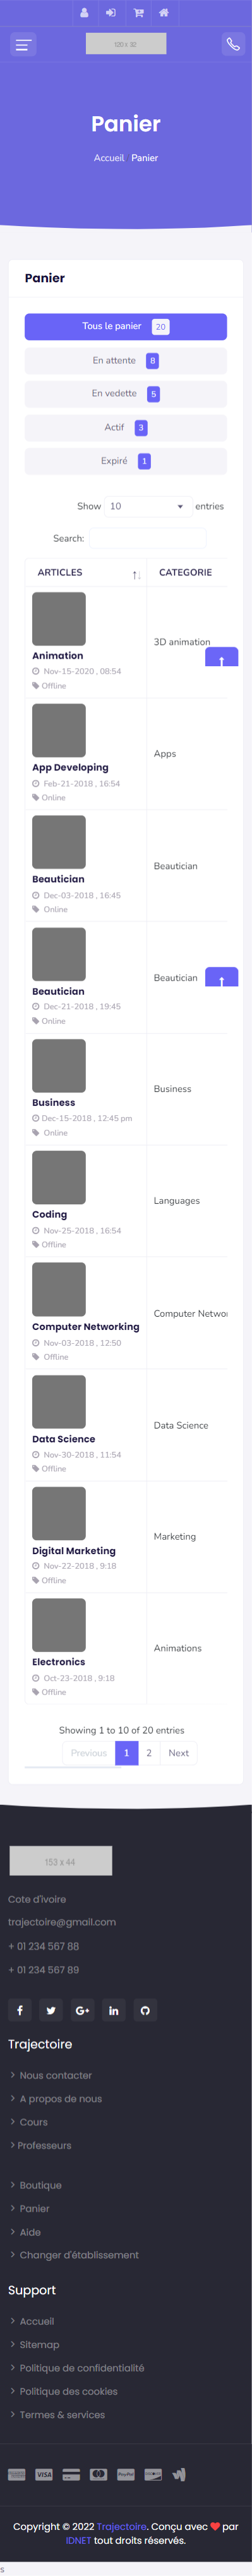 120 x 32
Panier
Accueil Panier
Panier
Tous le panier 20
En attente 8
En vedette 5
Actif 3
Expiré 1
Show 10 entries
Search:
ARTICLES CATEGORIE
3D animation
Animation
Nov-15-2020 , 08:54
Offline
Apps
App Developing
Feb-21-2018 , 16:54
Online
Beautician
Beautician
Dec-03-2018 , 16:45
Online
Beautician
Beautician
Dec-21-2018 , 19:45
Online
Business
Business
Dec-15-2018 , 12:45 pm
Online
Languages
Coding
Nov-25-2018 , 16:54
Offline
Computer Networ
Computer Networking
Nov-03-2018 , 12:50
Offline
Data Science
Data Science
Nov-30-2018 , 11:54
Offline
Marketing
Digital Marketing
Nov-22-2018 , 9:18
Offline
Animations
Electronics
Oct-23-2018 , 9:18
Offline
Showing 1 to 10 of 20 entries
Previous 1 2 Next
153 x 44
Cote d'ivoire
trajectoire@gmail.com
+ 01 234 567 88
+ 01 234 567 89
Trajectoire
Nous contacter
A propos de nous
Cours
Professeurs
Boutique
Panier
Aide
Changer d'établissement
Support
Accueil
Sitemap
Politique de confidentialité
Politique des cookies
Termes & services
VISA
PayPal
Copyright © 2022 Trajectoire. Conçu avec ❤ par
IDNET tout droits réservés.
s